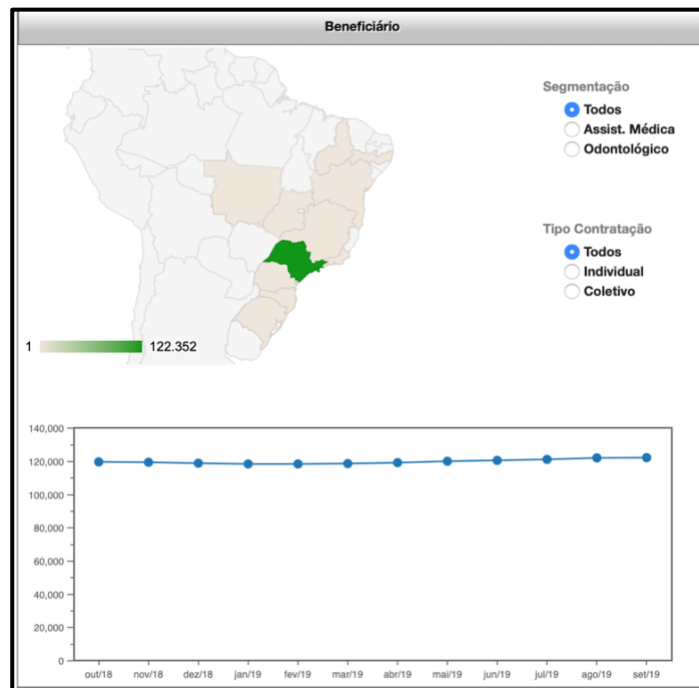 Beneficiário
Segmentação
Todos
Assist. Médica
Odontológico
Tipo Contratação
Todos
Individual
Coletivo
1 122.352
140,000
120,000
100,000
80,000
60,000
40,000
20,000
0
out/18 nov/18 dez/18 jan/19 fev/19 mar/19 abr/19 mai/19 jun/19 jul/19 ago/19 set/19